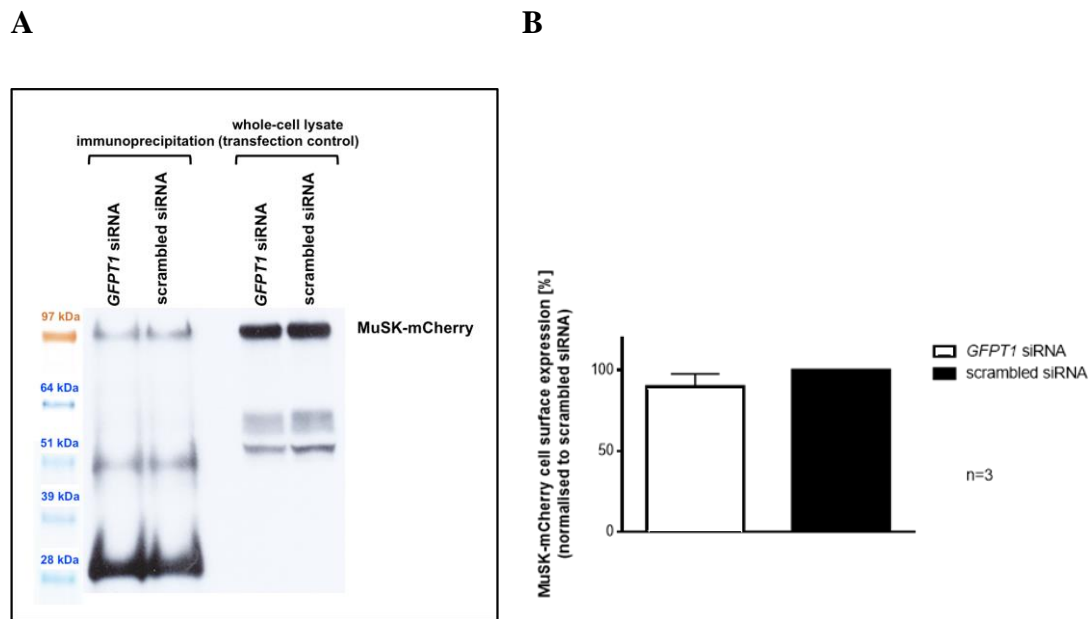 A
B
whole-cell lysate
immunoprecipitation (transfection control)
GFPT1 siRNA
scrambled siRNA
GFPT1 siRNA
scrambled siRNA
97 kDa
MuSK-mCherry
64 kDa
51 kDa
39 kDa
28 kDa
MuSK-mCherry cell surface expression [%]
(normalised to scrambled siRNA)
100
50
0
GFPT1 siRNA
scrambled siRNA
n=3